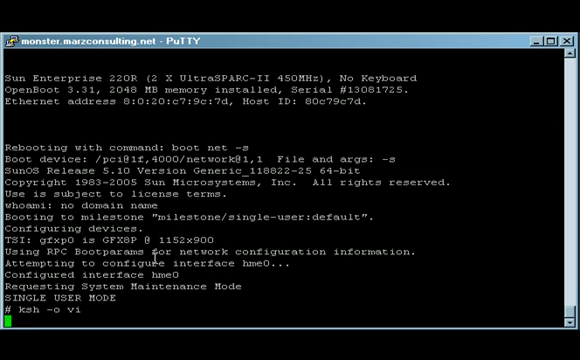 monster.marzconsulting.net - PuTTY
Sun Enterprise 220R (2 X UltraSPARC-II 450MHz), No Keyboard
OpenBoot 3.31, 2048 MB memory installed, Serial #13081725.
Ethernet address 8:0:20:c7:9c:7d, Host ID: 80c79c7d.
Rebooting with command: boot net -s
Boot device: /pci@1f,4000/network@1,1  File and args: -s
SunOS Release 5.10 Version Generic_118822-25 64-bit
Copyright 1983-2005 Sun Microsystems, Inc.  All rights reserved.
Use is subject to license terms.
whoami: no domain name
Booting to milestone "milestone/single-user:default".
Configuring devices.
TSI: gfxp0 is GFX8P @ 1152x900
Using RPC Bootparams for network configuration information.
Attempting to configure interface hme0...
Configured interface hme0
Requesting System Maintenance Mode
SINGLE USER MODE
# ksh -o vi